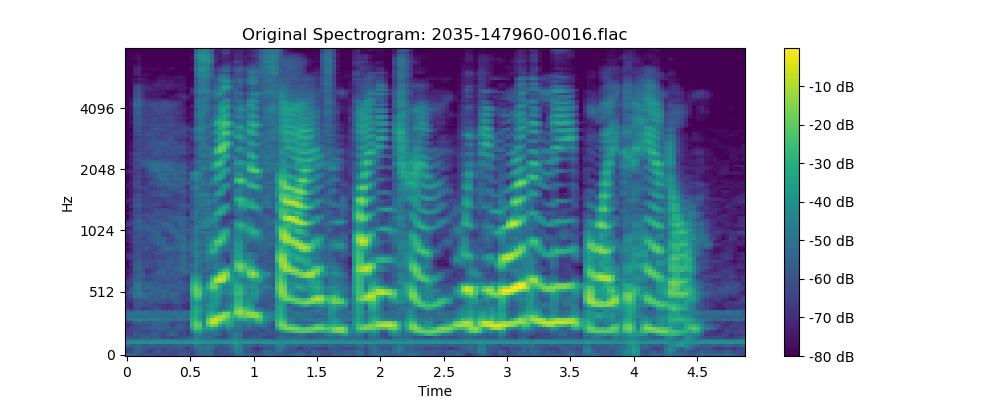 Original Spectrogram: 2035-147960-0016.flac
Hz
4096
2048
1024
512
0
0 0.5 1 1.5 2 2.5 3 3.5 4 4.5
Time
-10 dB
-20 dB
-30 dB
-40 dB
-50 dB
-60 dB
-70 dB
-80 dB